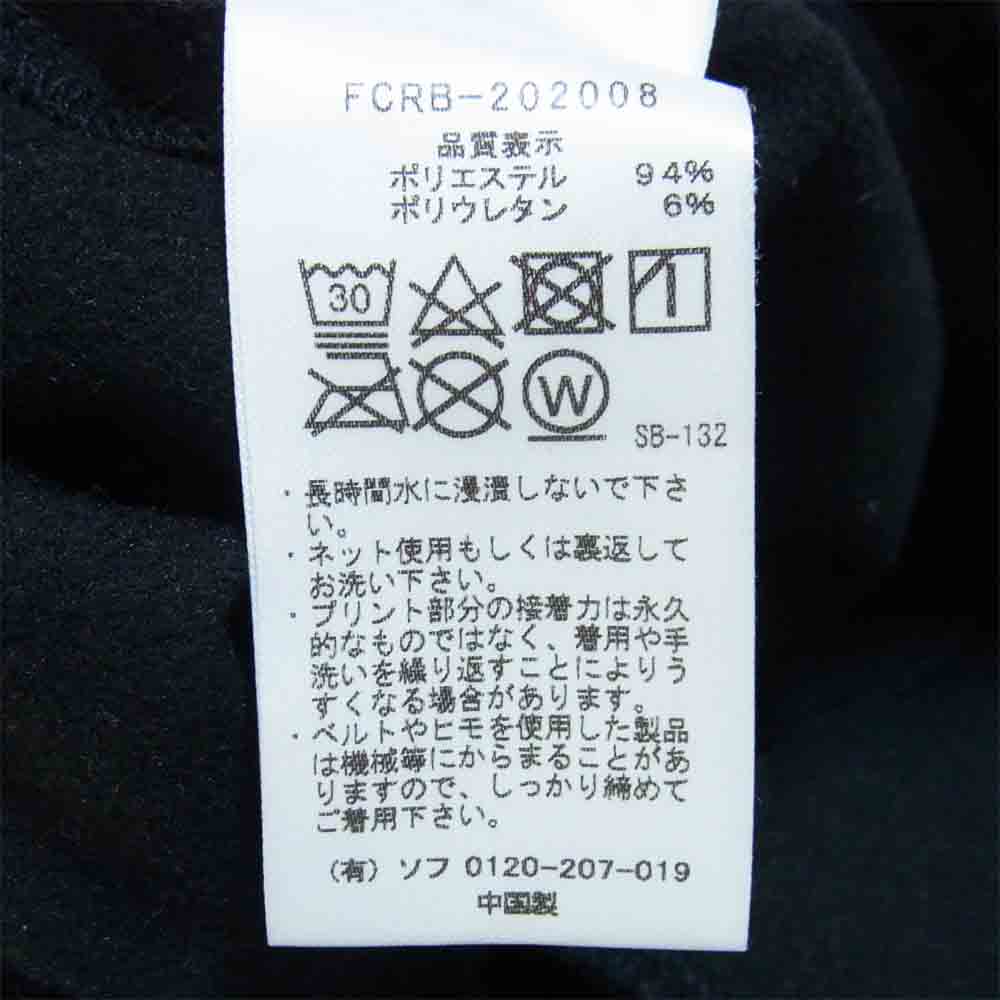 FCRB-202008
品質表示
ポリエステル 94%
ポリウレタン 6%
30
W
SB-132
・長時間水に浸漬しないで下さ
い。
・ネット使用もしくは裏返して
お洗い下さい。
・プリント部分の接着力は永久
的なものではなく、着用や手
洗いを繰り返すことによりう
すくなる場合があります。
・ベルトやヒモを使用した製品
は機械等にからまることがあ
りますので、しっかり締めて
ご着用下さい。
(有) ソフ 0120-207-019
中国製